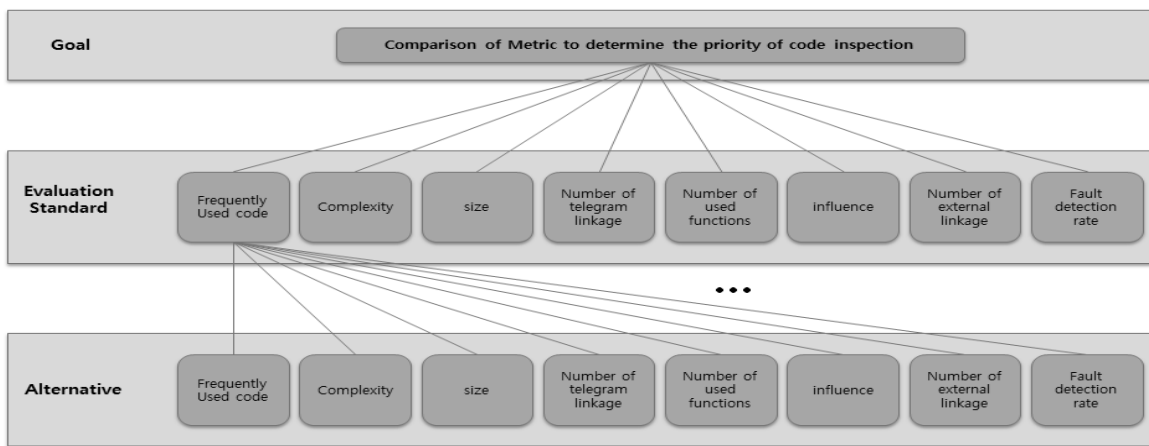 Goal
Comparison of Metric to determine the priority of code inspection
Evaluation
Standard
Frequently
Used code
Complexity
size
Number of
telegram
linkage
Number of
used
functions
influence
Number of
external
linkage
Fault
detection
rate
...
Alternative
Frequently
Used code
Complexity
size
Number of
telegram
linkage
Number of
used
functions
influence
Number of
external
linkage
Fault
detection
rate